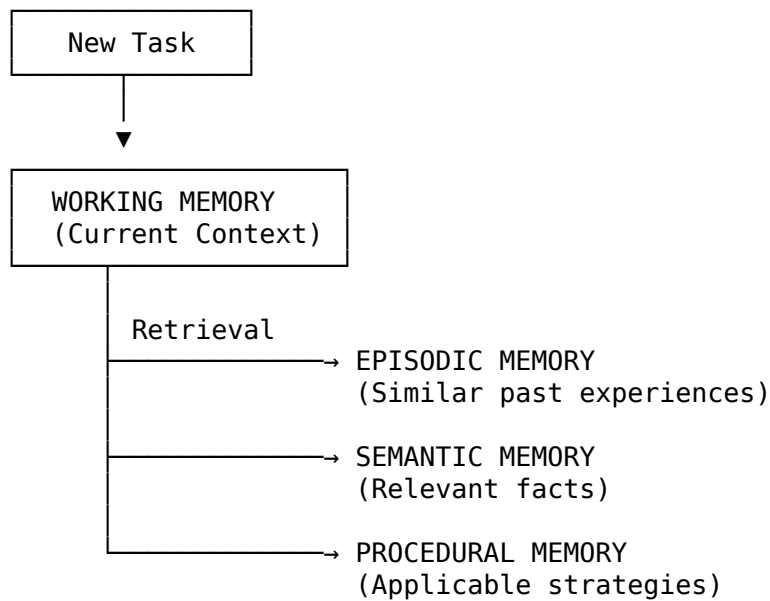 New Task
WORKING MEMORY
(Current Context)
Retrieval
EPISODIC MEMORY
(Similar past experiences)
SEMANTIC MEMORY
(Relevant facts)
PROCEDURAL MEMORY
(Applicable strategies)